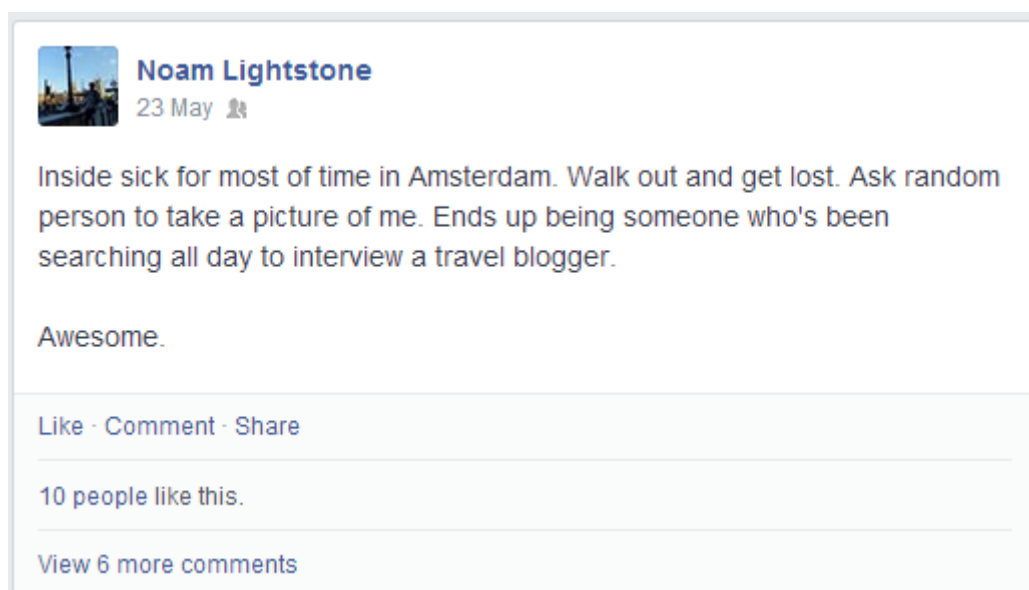 Noam Lightstone
23 May
Inside sick for most of time in Amsterdam. Walk out and get lost. Ask random
person to take a picture of me. Ends up being someone who's been
searching all day to interview a travel blogger.
Awesome.
Like · Comment · Share
10 people like this.
View 6 more comments